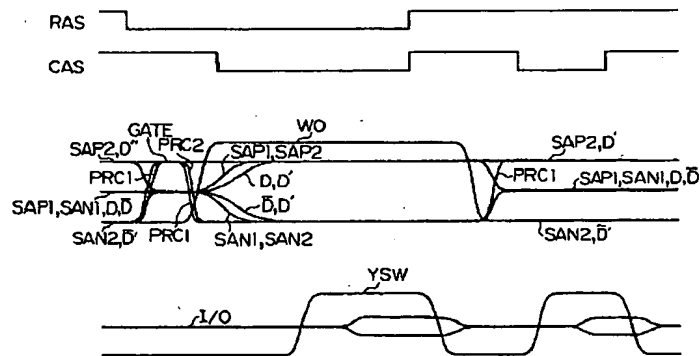 RAS
CAS
WO
GATE
PRC2
SAP2,D"
SAP1,SAP2
SAP2,D'
PRC1
PRC1
D,D'
SAP1,SAN1,D,D̅
SAP1,SAN1,D,D̅
D̅,D'
SAN2,D̅'
PRC1
SAN1,SAN2
SAN2,D̅'
YSW
I/O